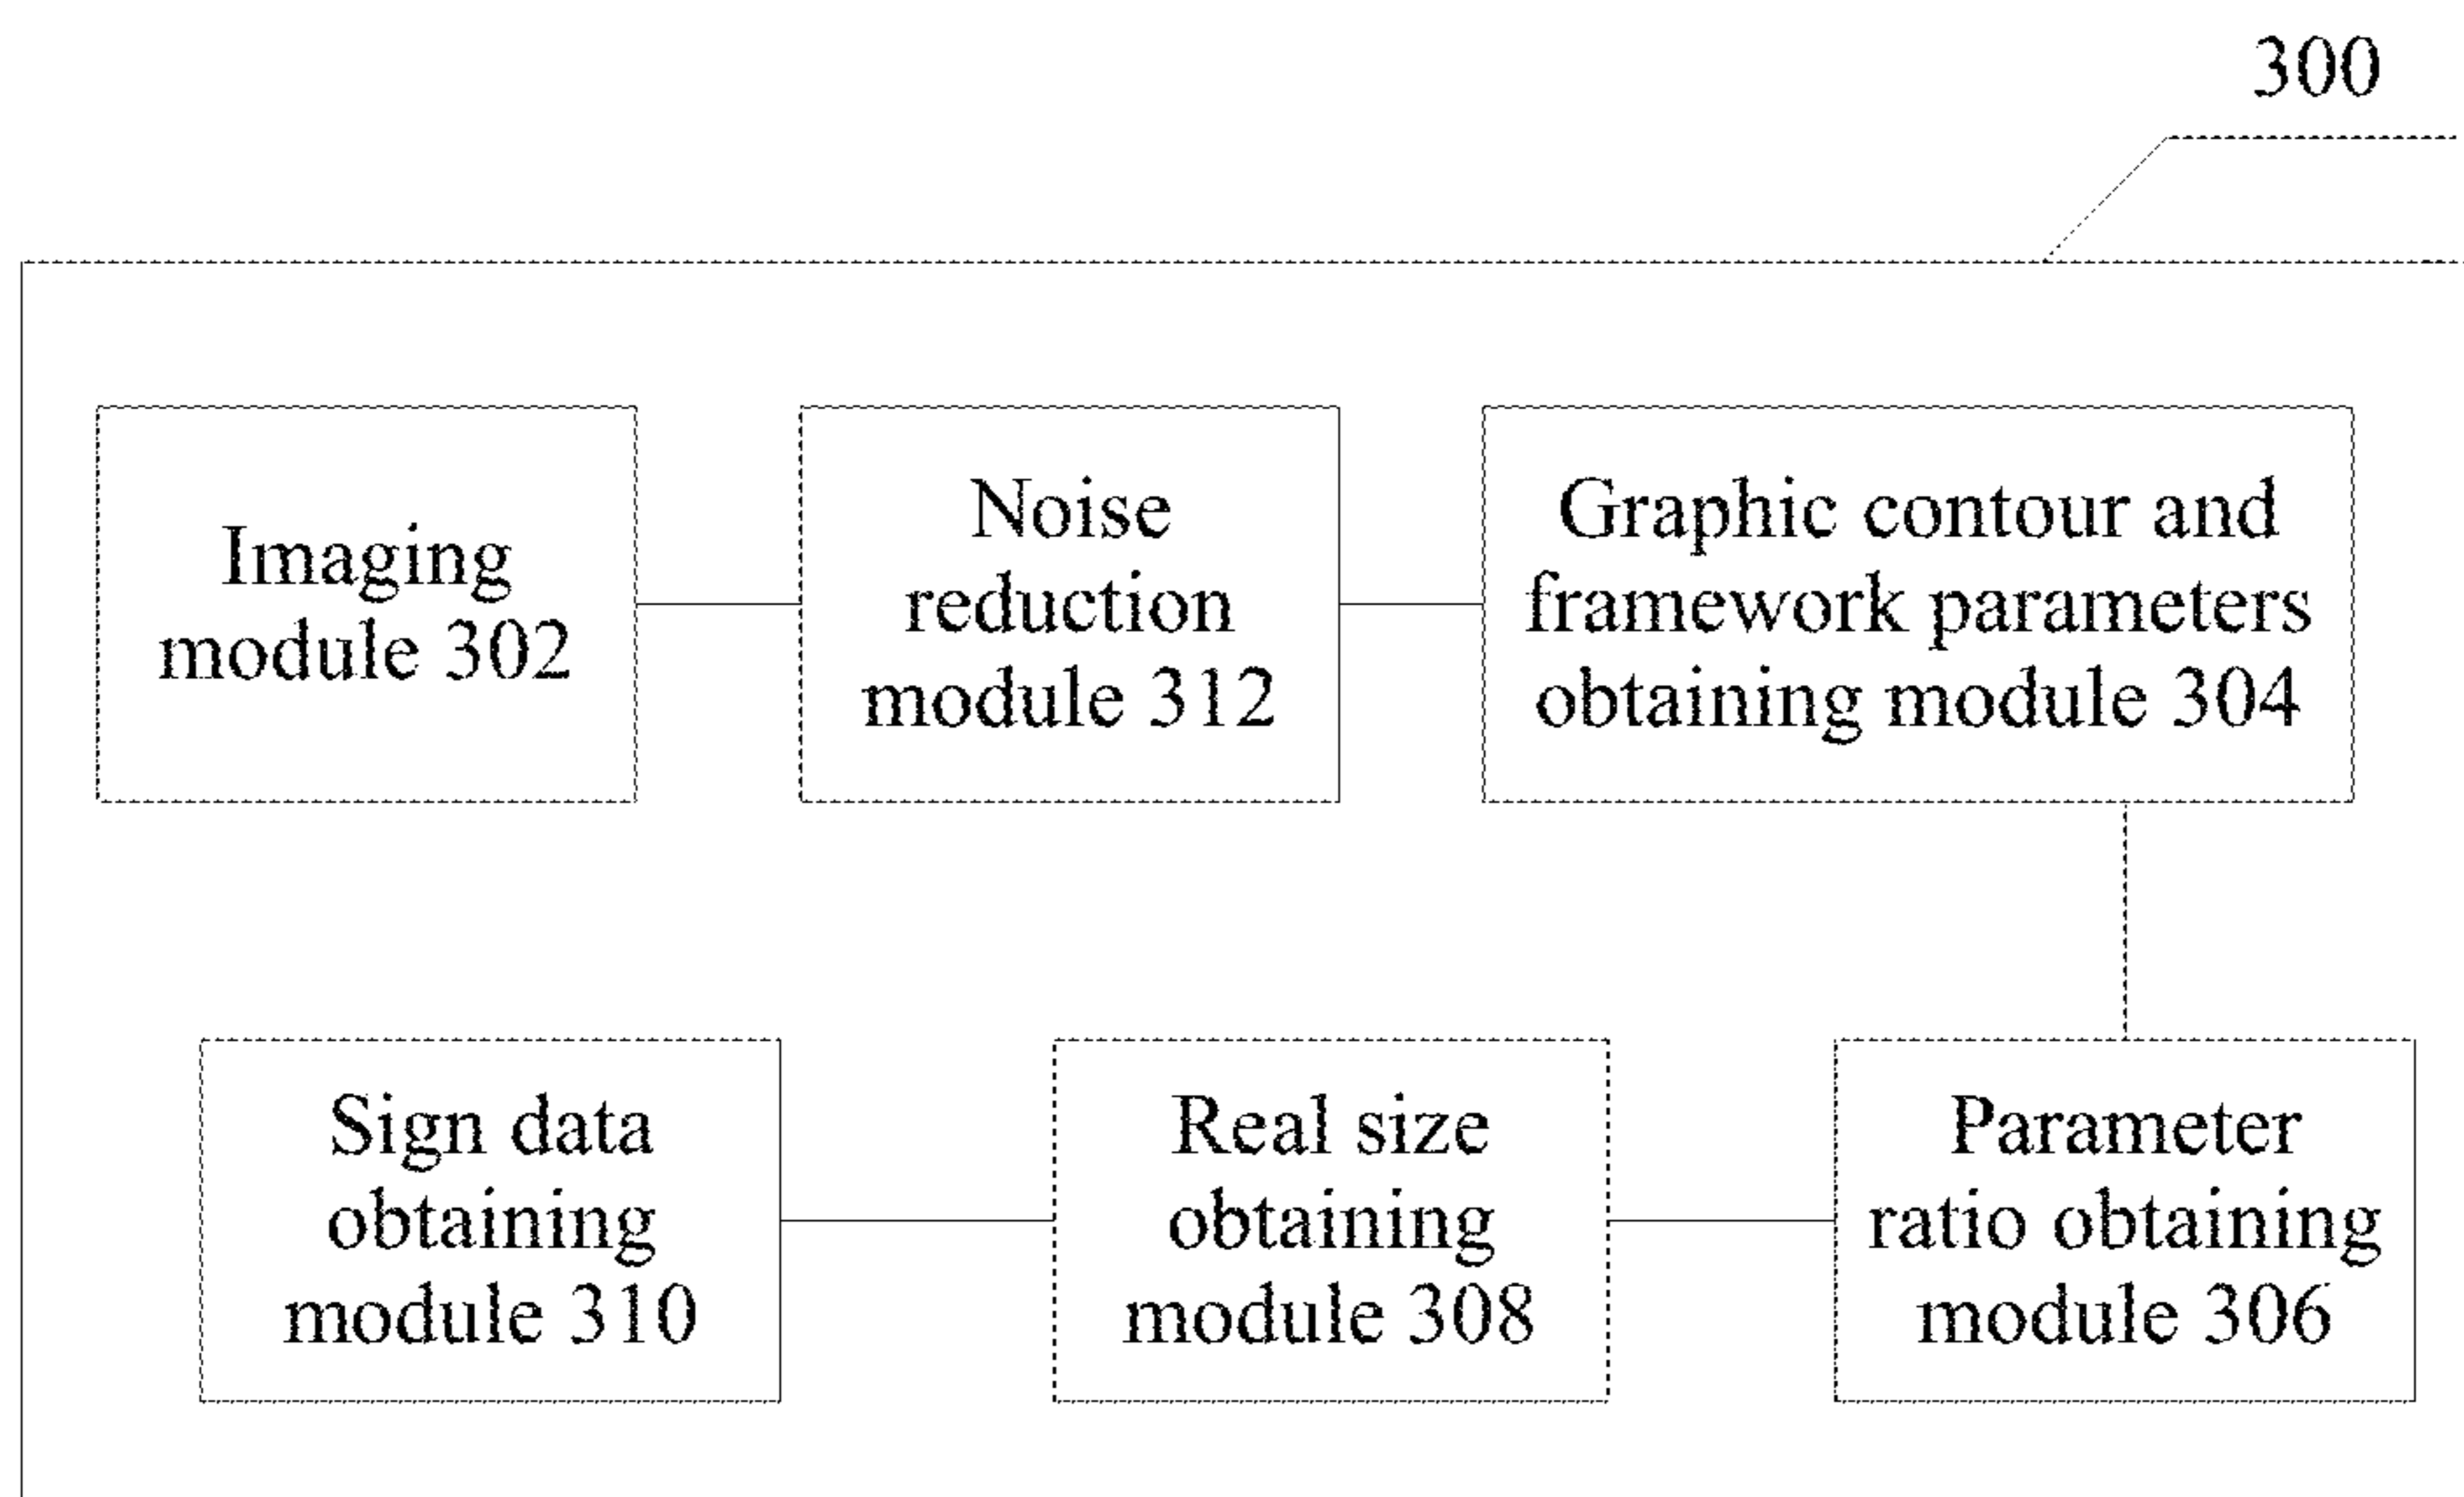 300
Imaging
module 302
Noise
reduction
module 312
Graphic contour and
framework parameters
obtaining module 304
Sign data
obtaining
module 310
Real size
obtaining
module 308
Parameter
ratio obtaining
module 306